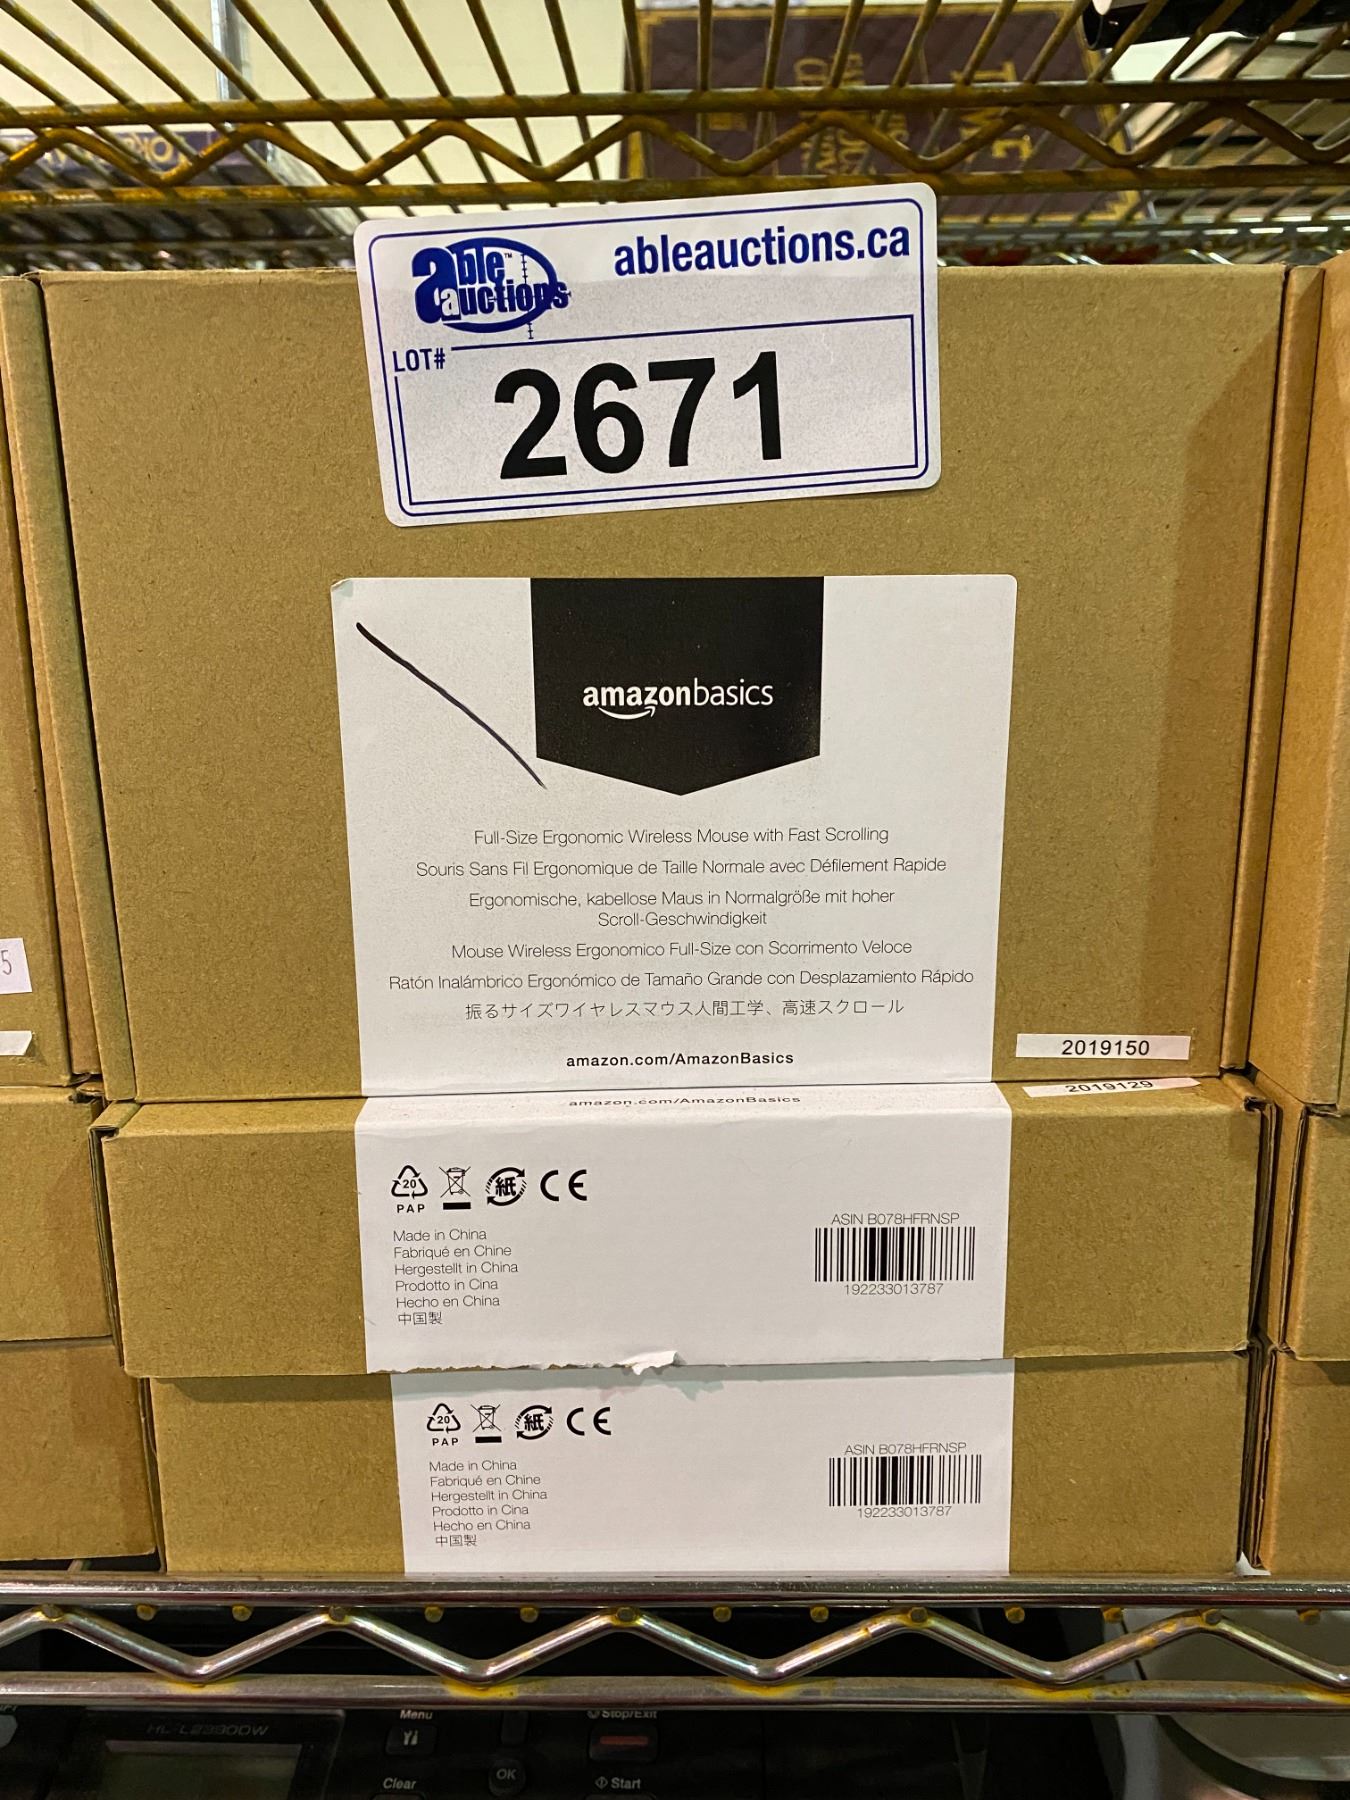 able
auctions™
ableauctions.ca
LOT#
2671
amazonbasics
Full-Size Ergonomic Wireless Mouse with Fast Scrolling
Souris Sans Fil Ergonomique de Taille Normale avec Défilement Rapide
Ergonomische, kabellose Maus in Normalgröße mit hoher
Scroll-Geschwindigkeit
Mouse Wireless Ergonomico Full-Size con Scorrimento Veloce
Ratón Inalámbrico Ergonómico de Tamaño Grande con Desplazamiento Rápido
振るサイズワイヤレスマウス人間工学、高速スクロール
amazon.com/AmazonBasics
5
2019150
2019129
amazon.com/AmazonBasics
20
PAP
紙
CE
Made in China
Fabriqué en Chine
Hergestellt in China
Prodotto in Cina
Hecho en China
中国製
ASIN B078HFRNSP
192233013787
20
PAP
紙
CE
Made in China
Fabriqué en Chine
Hergestellt in China
Prodotto in Cina
Hecho en China
中国製
ASIN B078HFRNSP
192233013787
HL-L2390DW
Menu
Stop/Exit
Clear
OK
Start